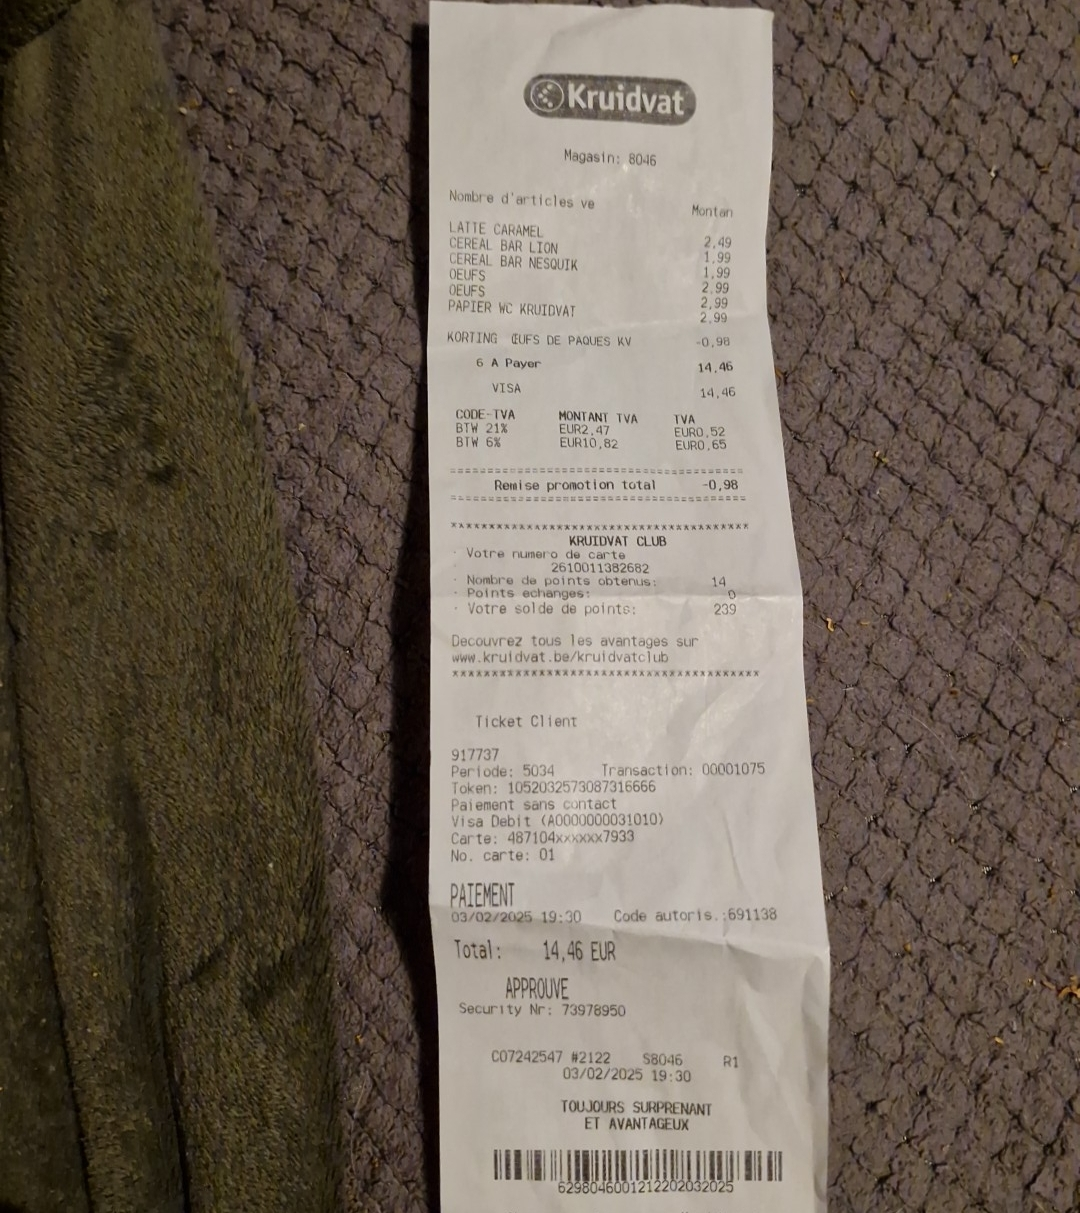 Kruidvat
Magasin: 8046
Nombre d'articles ve Montan
LATTE CARAMEL 2,49
CEREAL BAR LION 1,99
CEREAL BAR NESQUIK 1,99
OEUFS 2,99
OEUFS 2,99
PAPIER WC KRUIDVAT 2,99
KORTING ŒUFS DE PAQUES KV -0,98
6 A Payer 14,46
VISA 14,46
CODE-TVA MONTANT TVA TVA
BTW 21% EUR2,47 EUR0,52
BTW 6% EUR10,82 EUR0,65
========================================
Remise promotion total -0,98
========================================
****************************************
KRUIDVAT CLUB
· Votre numero de carte
2610011382682
· Nombre de points obtenus: 14
· Points echanges: 0
· Votre solde de points: 239
Decouvrez tous les avantages sur
www.kruidvat.be/kruidvatclub
****************************************
Ticket Client
917737
Periode: 5034 Transaction: 00001075
Token: 1052032573087316666
Paiement sans contact
Visa Debit (A0000000031010)
Carte: 487104xxxxxx7933
No. carte: 01
PAIEMENT
03/02/2025 19:30 Code autoris.:691138
Total: 14,46 EUR
APPROUVE
Security Nr: 73978950
C07242547 #2122 S8046 R1
03/02/2025 19:30
TOUJOURS SURPRENANT
ET AVANTAGEUX
6298046001212202032025